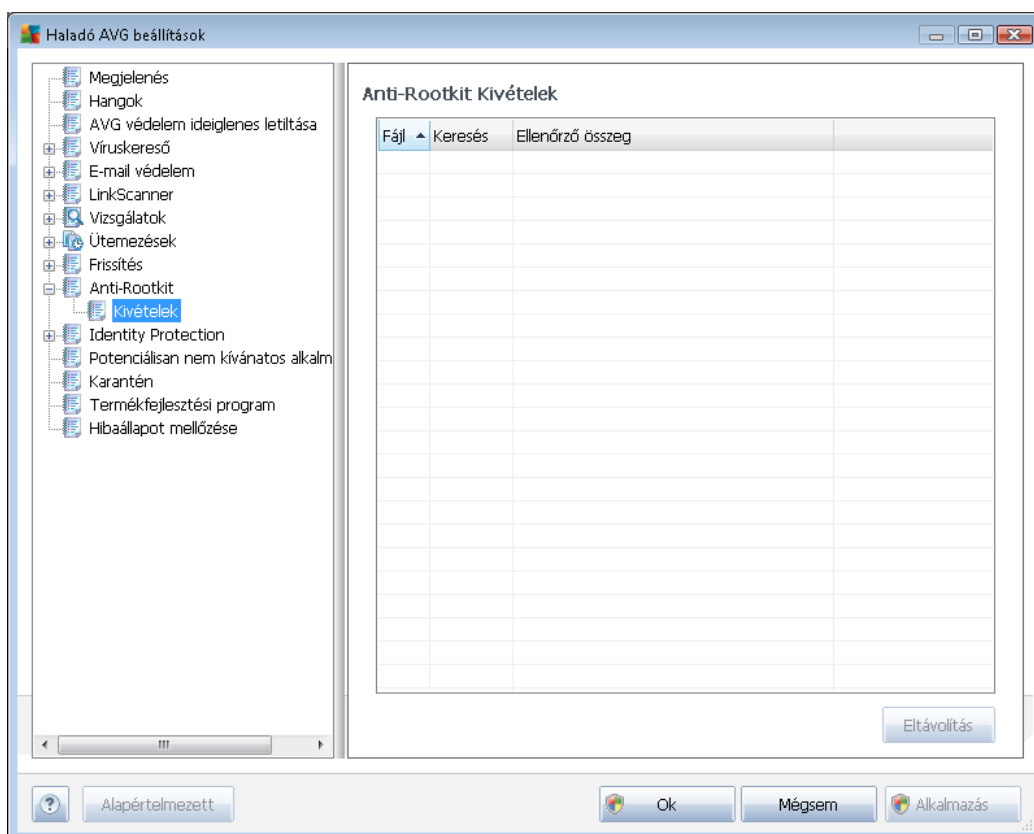 Haladó AVG beállítások
Megjelenés
Hangok
AVG védelem ideiglenes letiltása
Víruskereső
E-mail védelem
LinkScanner
Vizsgálatok
Ütemezések
Frissítés
Anti-Rootkit
Kivételek
Identity Protection
Potenciálisan nem kívánatos alkalm
Karantén
Termékfejlesztési program
Hibaállapot mellőzése
Anti-Rootkit Kivételek
Fájl Keresés Ellenőrző összeg
Eltávolítás
? Alapértelmezett Ok Mégsem Alkalmazás